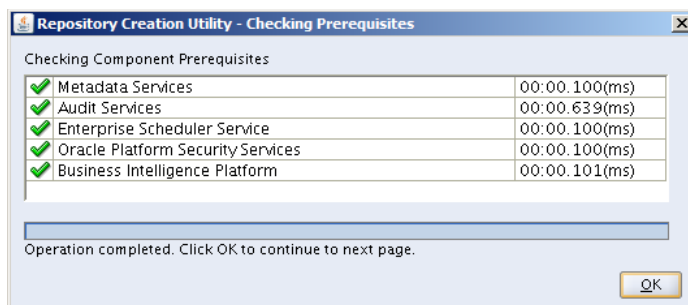 Repository Creation Utility - Checking Prerequisites
Checking Component Prerequisites
Metadata Services 00:00.100(ms)
Audit Services 00:00.639(ms)
Enterprise Scheduler Service 00:00.100(ms)
Oracle Platform Security Services 00:00.100(ms)
Business Intelligence Platform 00:00.101(ms)
Operation completed. Click OK to continue to next page.
OK